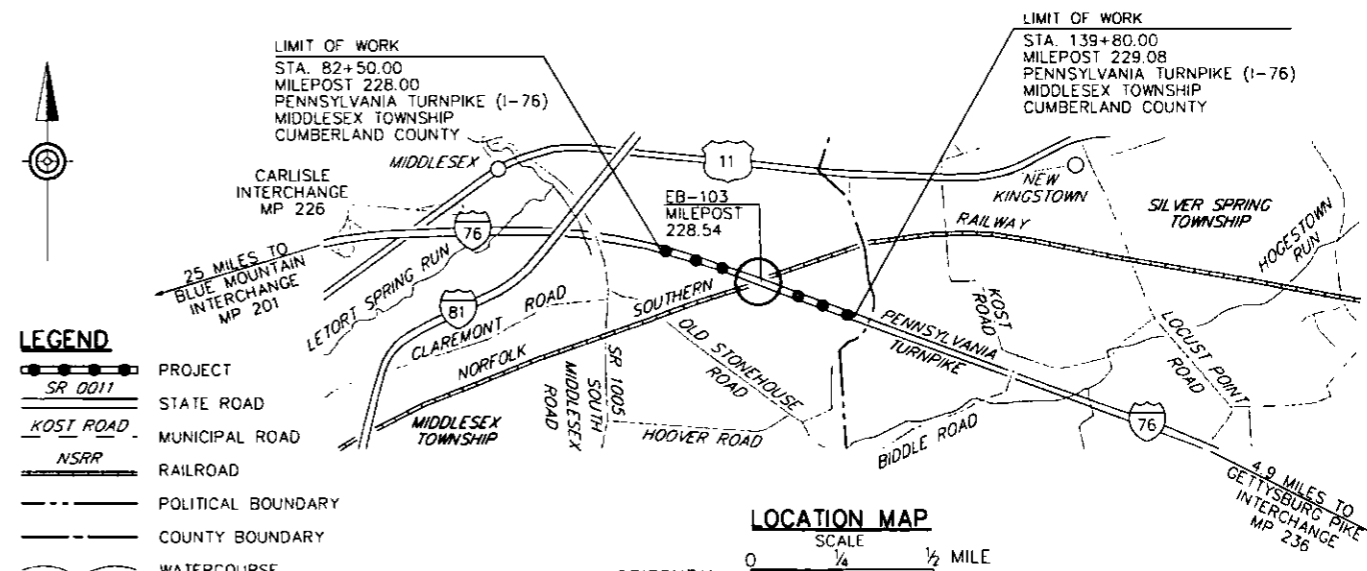 LIMIT OF WORK
STA. 82+50.00
MILEPOST 228.00
PENNSYLVANIA TURNPIKE (I-76)
MIDDLESEX TOWNSHIP
CUMBERLAND COUNTY
LIMIT OF WORK
STA. 139+80.00
MILEPOST 229.08
PENNSYLVANIA TURNPIKE (I-76)
MIDDLESEX TOWNSHIP
CUMBERLAND COUNTY
MIDDLESEX
11
CARLISLE
INTERCHANGE
MP 226
76
EB-103
MILEPOST
228.54
NEW
KINGSTOWN
SILVER SPRING
TOWNSHIP
RAILWAY
HOGESTOWN
RUN
25 MILES TO
BLUE MOUNTAIN
INTERCHANGE
MP 201
LETORT SPRING RUN
81
CLAREMONT ROAD
NORFOLK SOUTHERN
SR 1005
SOUTH
MIDDLESEX
ROAD
OLD STONEHOUSE
ROAD
PENNSYLVANIA
TURNPIKE
KOST
ROAD
LOCUST POINT
ROAD
MIDDLESEX
TOWNSHIP
HOOVER ROAD
BIDDLE ROAD
76
4.9 MILES TO
GETTYSBURG PIKE
INTERCHANGE
MP 236
LEGEND
PROJECT
SR 0011
STATE ROAD
KOST ROAD
MUNICIPAL ROAD
NSRR
RAILROAD
POLITICAL BOUNDARY
COUNTY BOUNDARY
WATERCOURSE
LOCATION MAP
SCALE
0 1/4 1/2 MILE